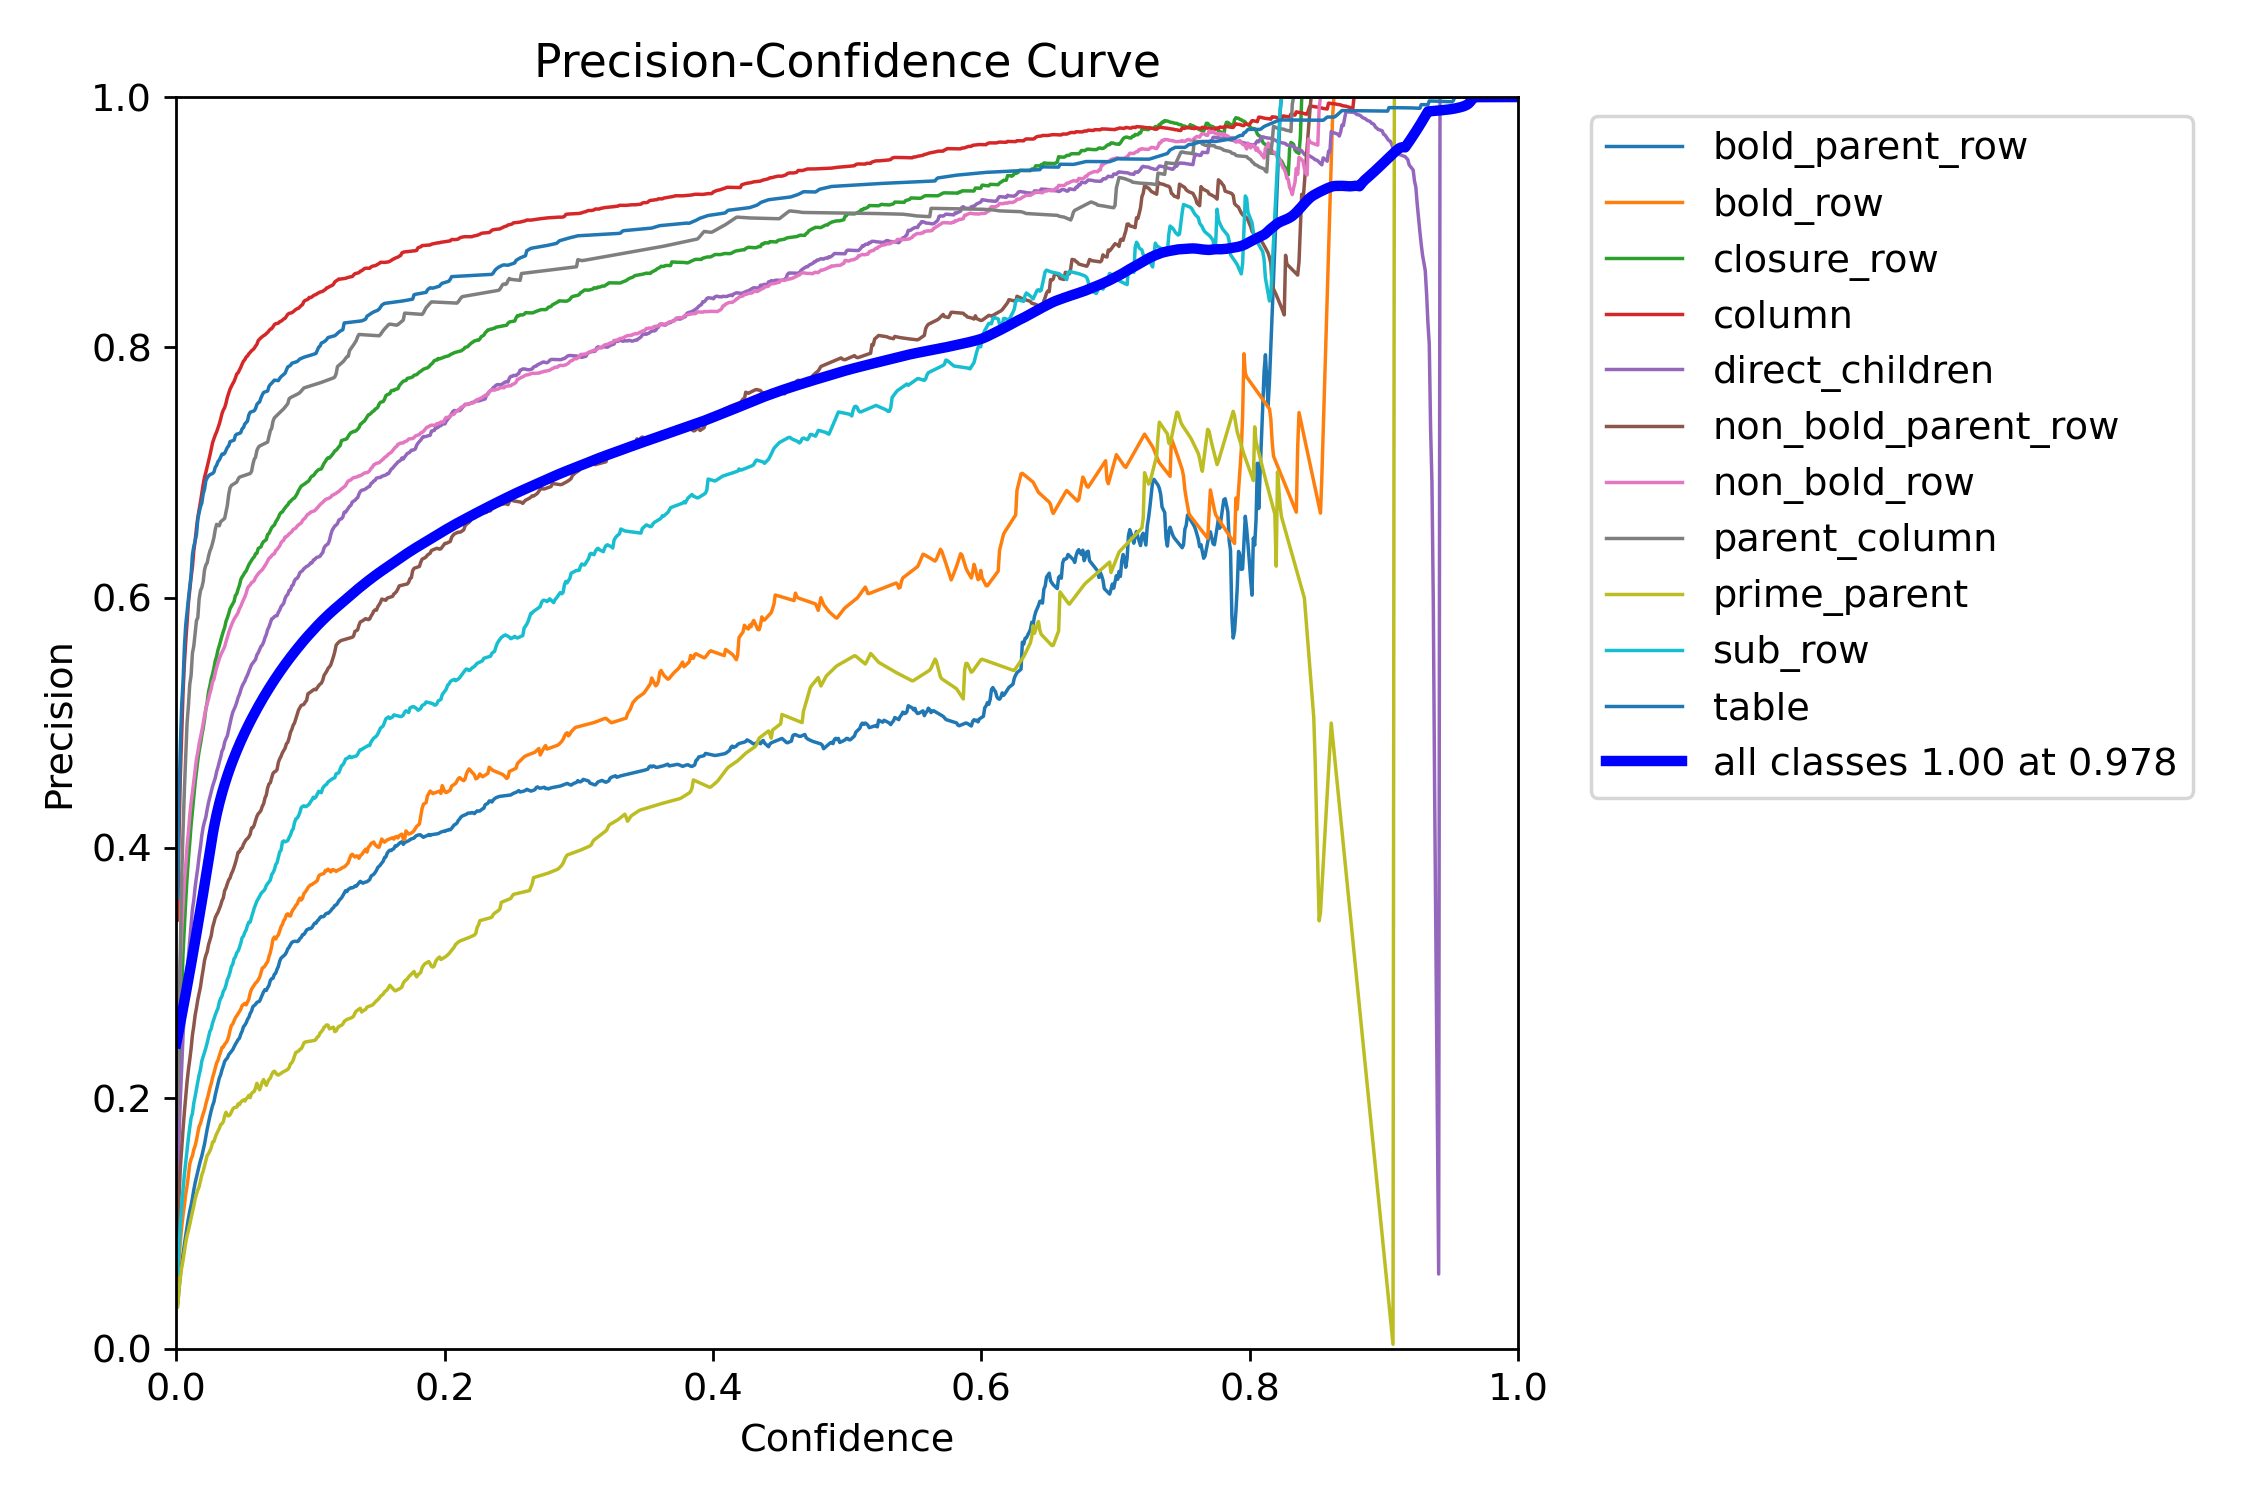 Precision-Confidence Curve
1.0
0.8
0.6
0.4
0.2
0.0
Precision
0.0 0.2 0.4 0.6 0.8 1.0
Confidence
bold_parent_row
bold_row
closure_row
column
direct_children
non_bold_parent_row
non_bold_row
parent_column
prime_parent
sub_row
table
all classes 1.00 at 0.978